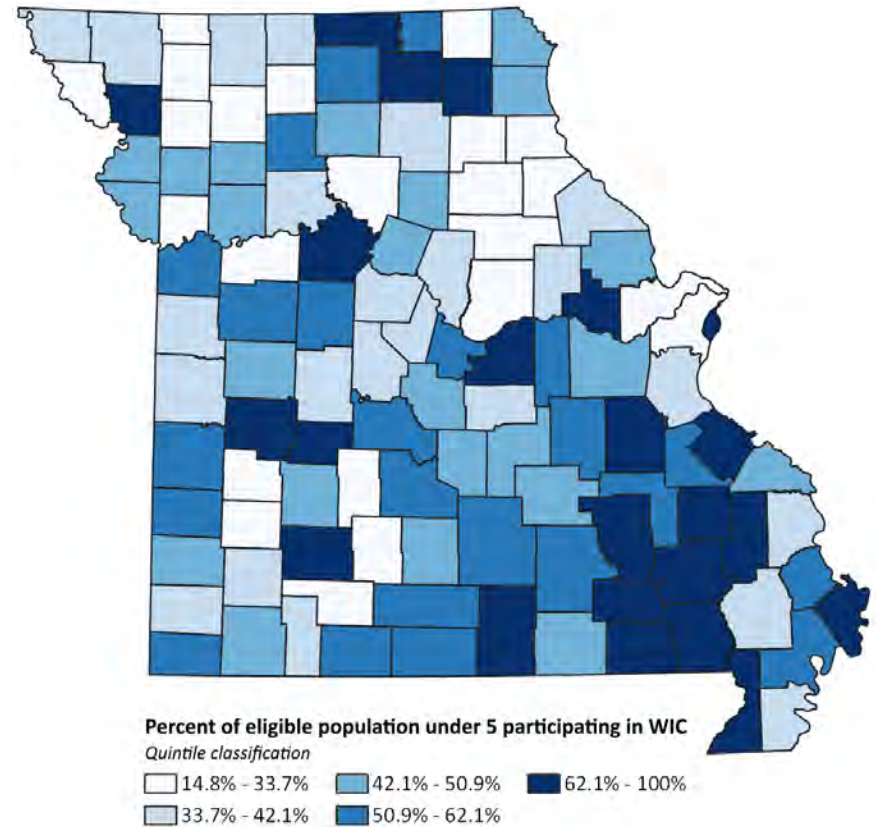 Percent of eligible population under 5 participating in WIC
Quintile classification
14.8% - 33.7% 42.1% - 50.9% 62.1% - 100%
33.7% - 42.1% 50.9% - 62.1%